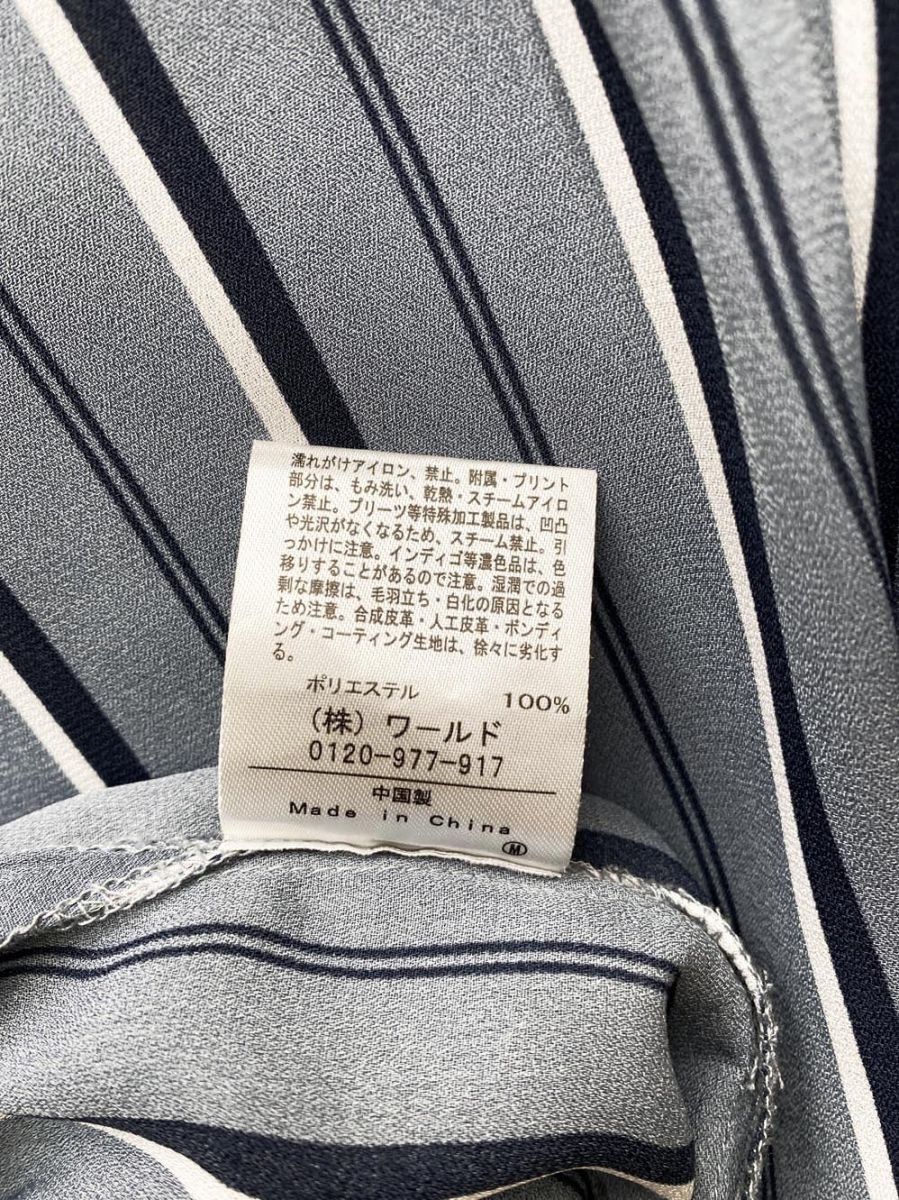 濡れがけアイロン、禁止。附属・プリント
部分は、もみ洗い、乾熱・スチームアイロ
ン禁止。プリーツ等特殊加工製品は、凹凸
や光沢がなくなるため、スチーム禁止。引
っかけに注意。インディゴ等濃色品は、色
移りすることがあるので注意。湿潤での過
剰な摩擦は、毛羽立ち・白化の原因となる
ため注意。合成皮革・人工皮革・ボンディ
ング・コーティング生地は、徐々に劣化す
る。
ポリエステル 100%
(株) ワールド
0120-977-917
中国製
Made in China
M